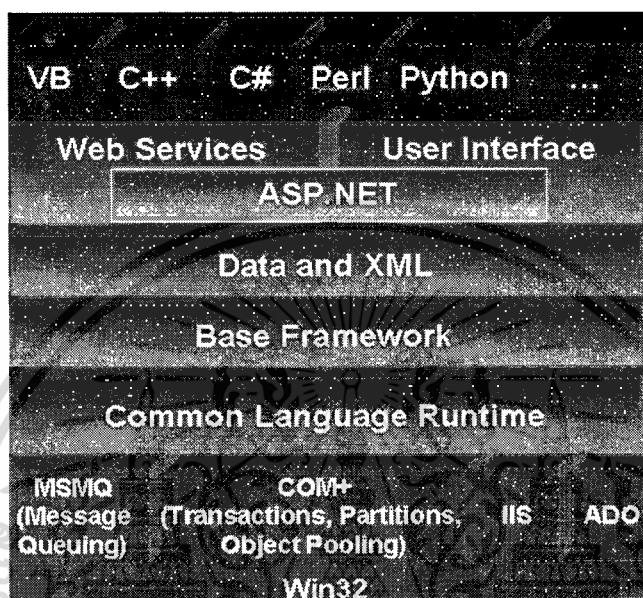 VB C++ C# Perl Python ...
Web Services User Interface
ASP.NET
Data and XML
Base Framework
Common Language Runtime
MSMQ COM+
(Message (Transactions, Partitions, IIS ADO
Queuing) Object Pooling)
Win32